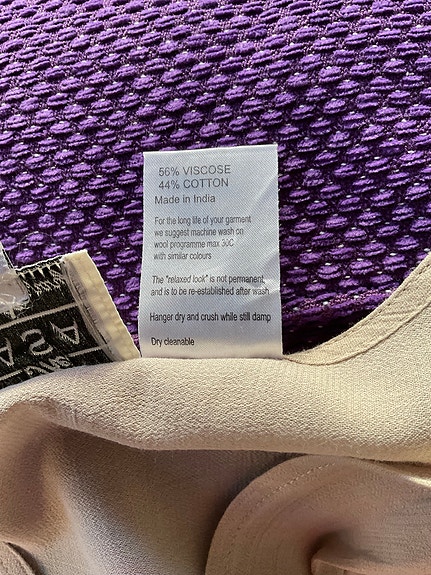 56% VISCOSE
44% COTTON
Made in India
For the long life of your garment
we suggest machine wash on
wool programme max 30C
with similar colours
The "relaxed look" is not permanent
and is to be re-established after wash
Hanger dry and crush while still damp
Dry cleanable